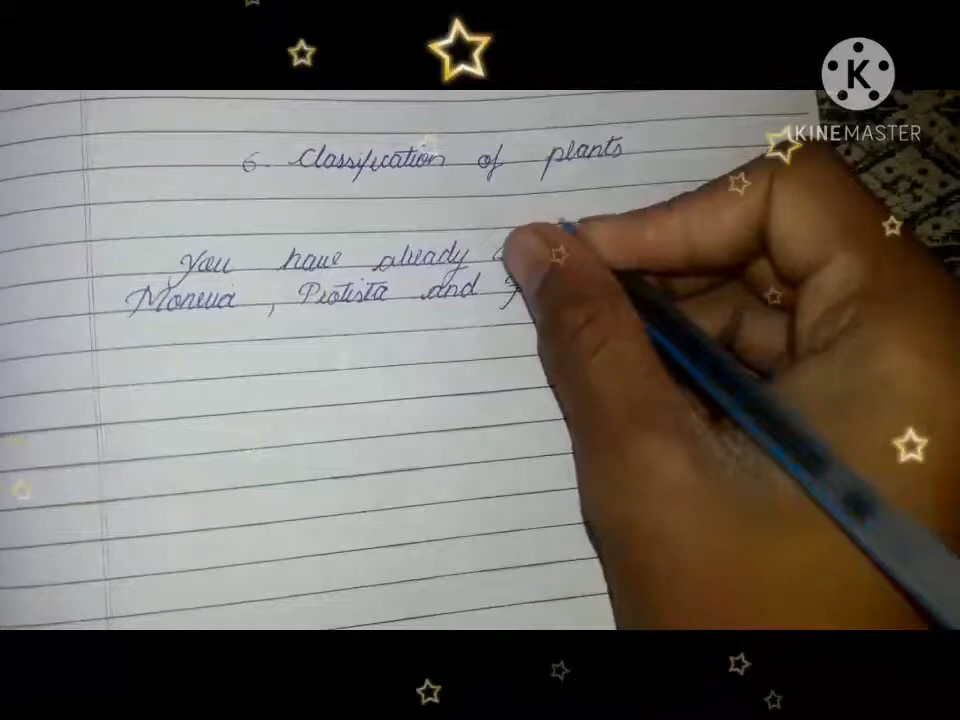 KINEMASTER
6. Classification of plants
You have already
Monera, Protista and